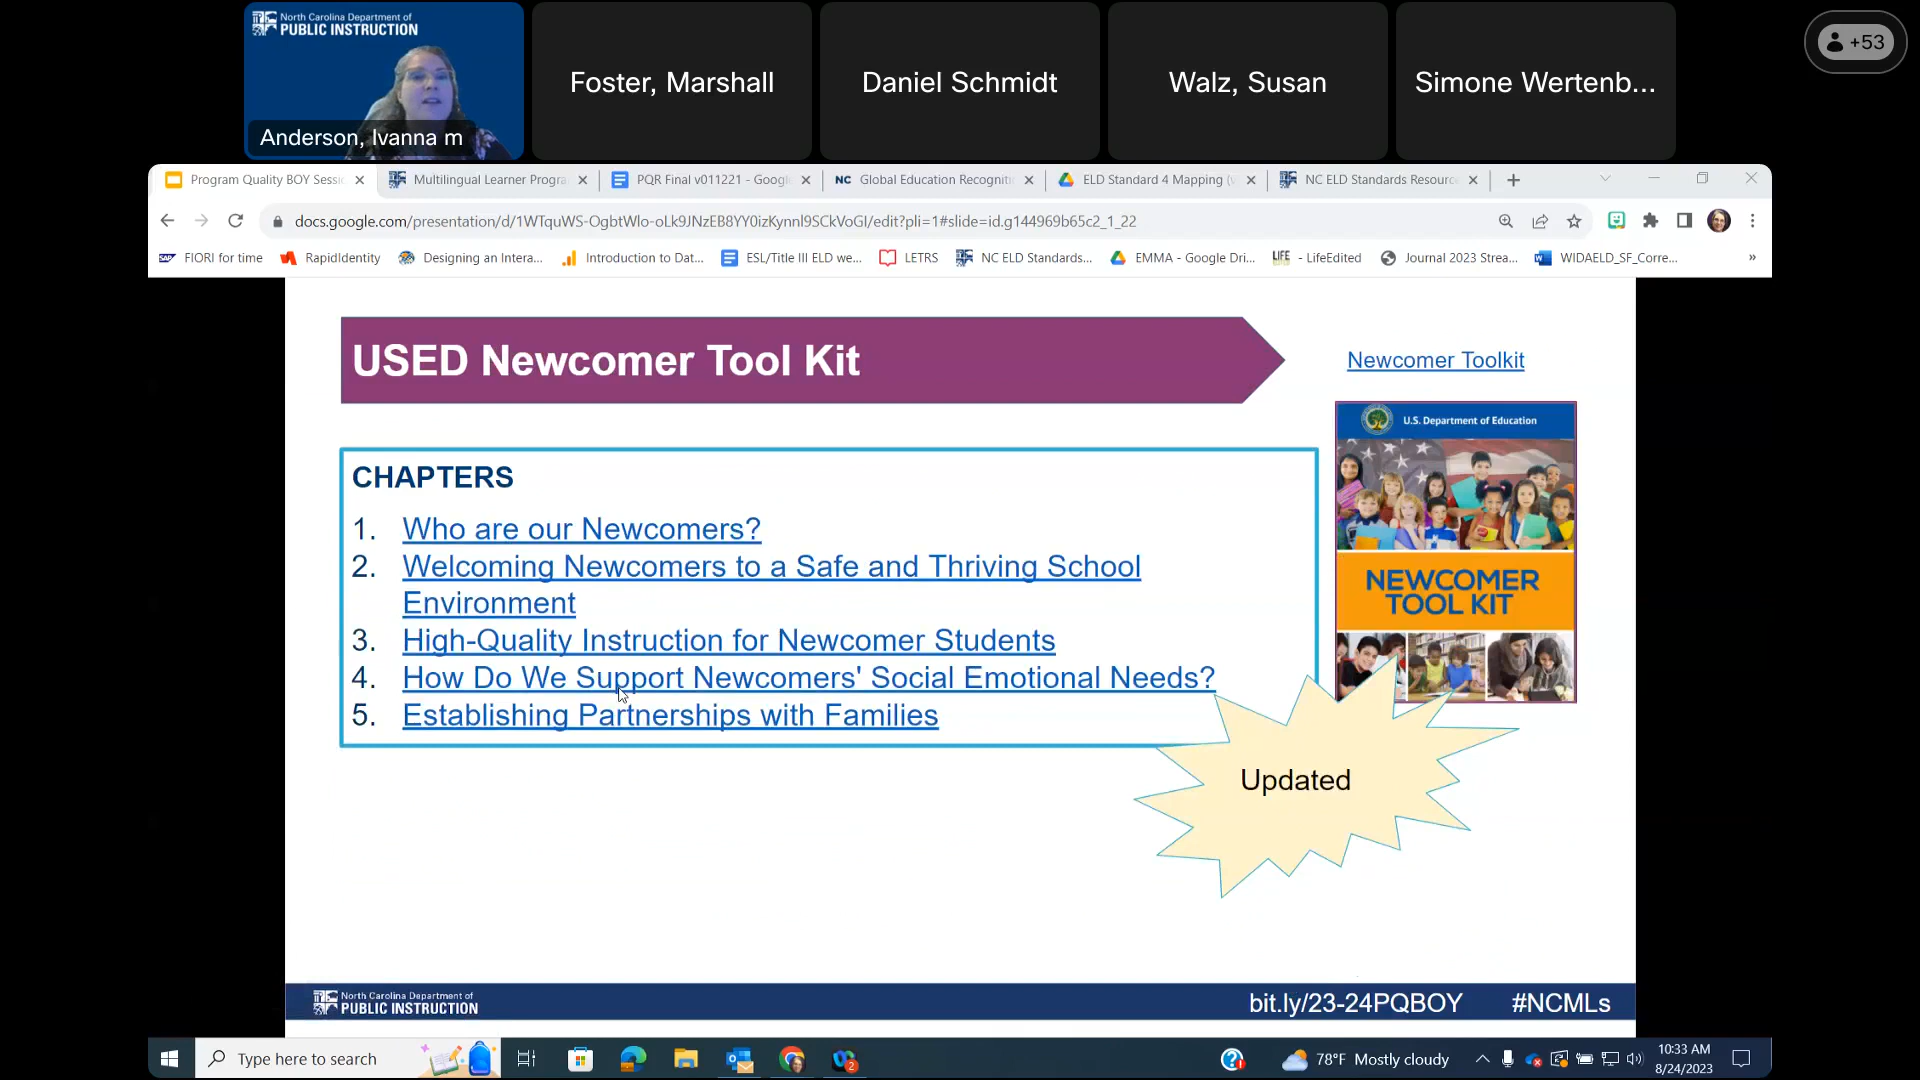 North Carolina Department of
PUBLIC INSTRUCTION
Anderson, Ivanna m
Foster, Marshall
Daniel Schmidt
Walz, Susan
Simone Wertenb...
+53
Program Quality BOY Sessi
Multilingual Learner Progra
PQR Final v011221 - Googl
NC Global Education Recogniti
ELD Standard 4 Mapping (
NC ELD Standards Resourc
docs.google.com/presentation/d/1WTquWS-OgbtWlo-oLk9JNzEB8YY0izKynnl9SCkVoGI/edit?pli=1#slide=id.g144969b65c2_1_22
SAP FIORI for time
RapidIdentity
Designing an Intera...
Introduction to Dat...
ESL/Title III ELD we...
LETRS
NC ELD Standards...
EMMA - Google Dri...
LIFE - LifeEdited
Journal 2023 Strea...
WIDAELD_SF_Corre...
»
USED Newcomer Tool Kit
Newcomer Toolkit
CHAPTERS
1. Who are our Newcomers?
2. Welcoming Newcomers to a Safe and Thriving School
Environment
3. High-Quality Instruction for Newcomer Students
4. How Do We Support Newcomers' Social Emotional Needs?
5. Establishing Partnerships with Families
U.S. Department of Education
NEWCOMER
TOOL KIT
Updated
North Carolina Department of
PUBLIC INSTRUCTION
bit.ly/23-24PQBOY
#NCMLs
Type here to search
2
78°F Mostly cloudy
10:33 AM
8/24/2023